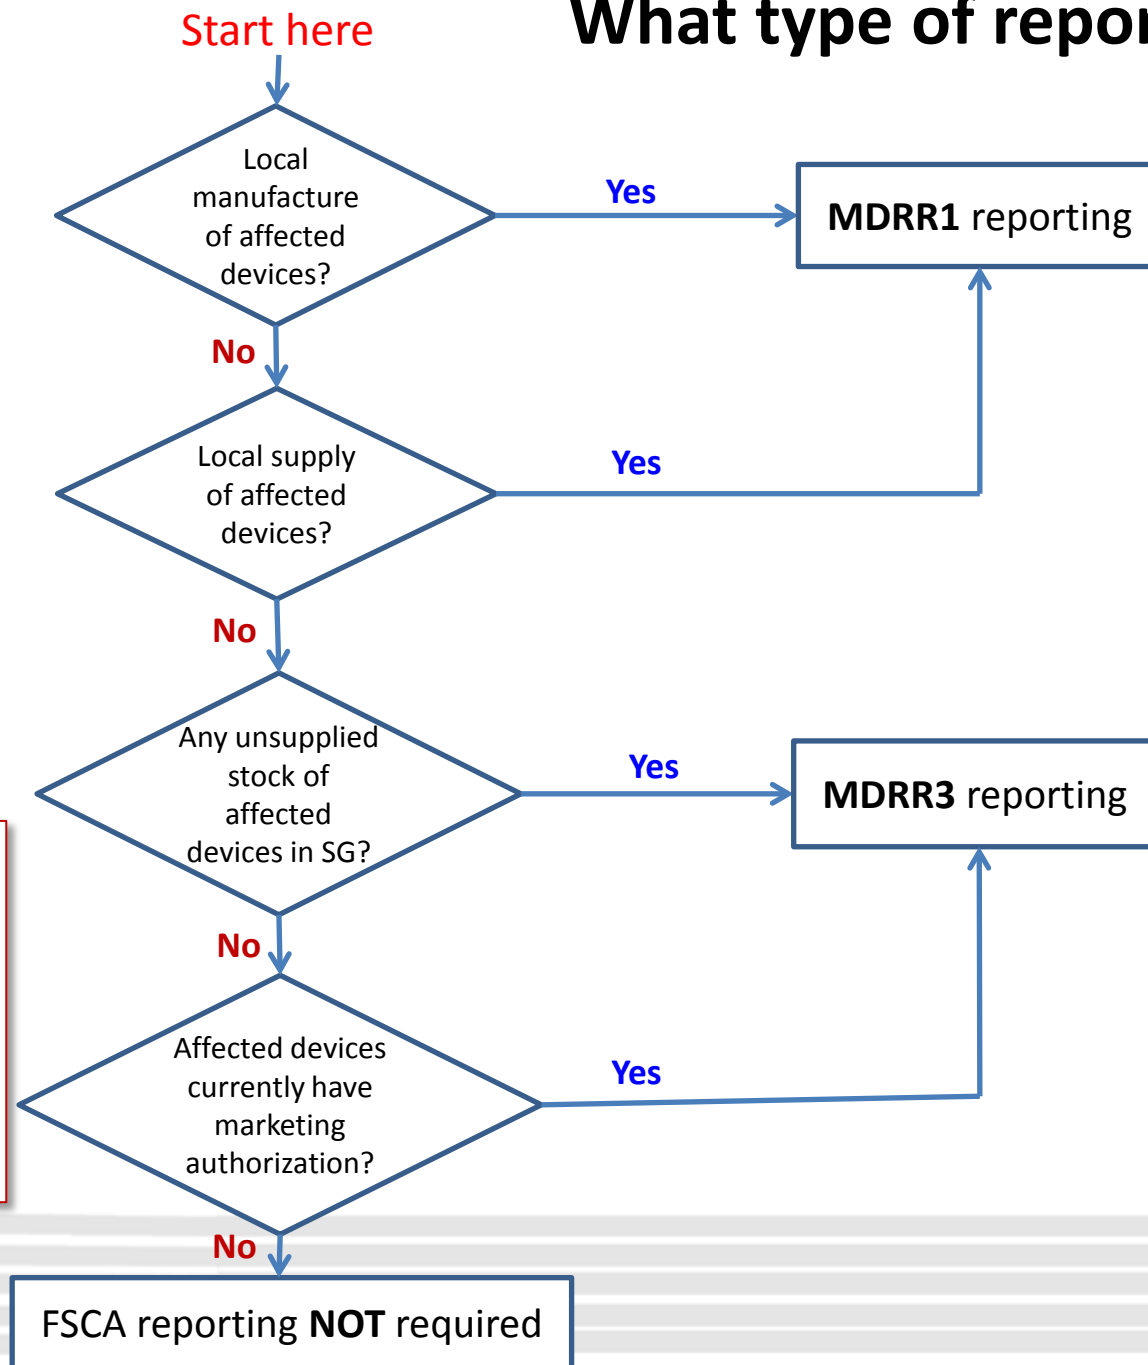 Start here
What type of repor
Local
manufacture
of affected
devices?
Yes
MDRR1 reporting
No
Local supply
of affected
devices?
Yes
No
Any unsupplied
stock of
affected
devices in SG?
Yes
MDRR3 reporting
No
Affected devices
currently have
marketing
authorization?
Yes
No
FSCA reporting NOT required